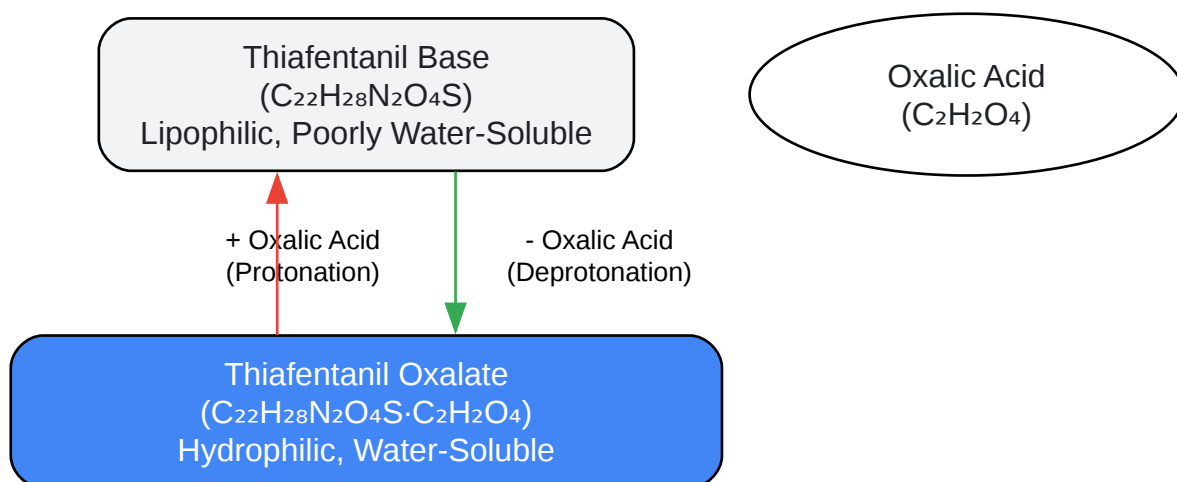 Thiafentanil Base
(C₂₂H₂₈N₂O₄S)
Lipophilic, Poorly Water-Soluble
Oxalic Acid
(C₂H₂O₄)
+ Oxalic Acid
(Protonation)
- Oxalic Acid
(Deprotonation)
Thiafentanil Oxalate
(C₂₂H₂₈N₂O₄S·C₂H₂O₄)
Hydrophilic, Water-Soluble